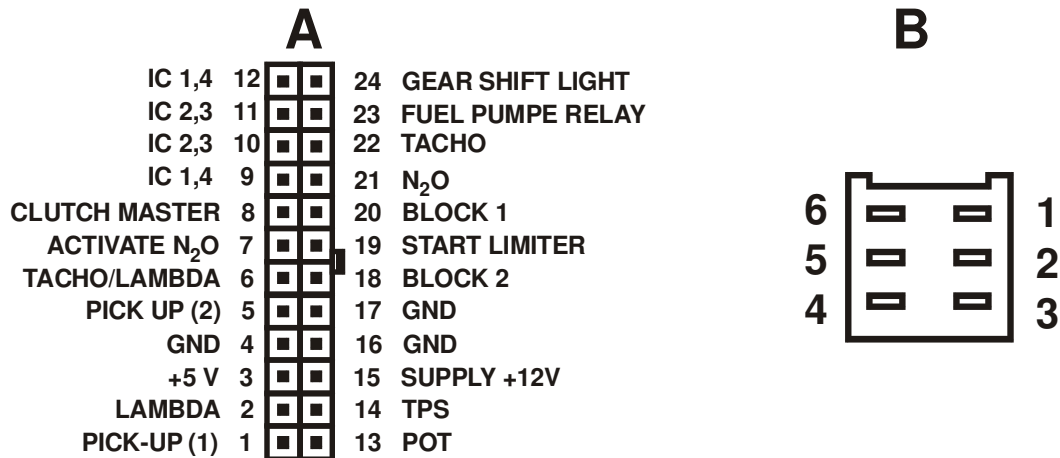 A
B
IC 1,4 12 24 GEAR SHIFT LIGHT
IC 2,3 11 23 FUEL PUMPE RELAY
IC 2,3 10 22 TACHO
IC 1,4 9 21 N₂O
CLUTCH MASTER 8 20 BLOCK 1
ACTIVATE N₂O 7 19 START LIMITER
TACHO/LAMBDA 6 18 BLOCK 2
PICK UP (2) 5 17 GND
GND 4 16 GND
+5 V 3 15 SUPPLY +12V
LAMBDA 2 14 TPS
PICK-UP (1) 1 13 POT
6 1
5 2
4 3